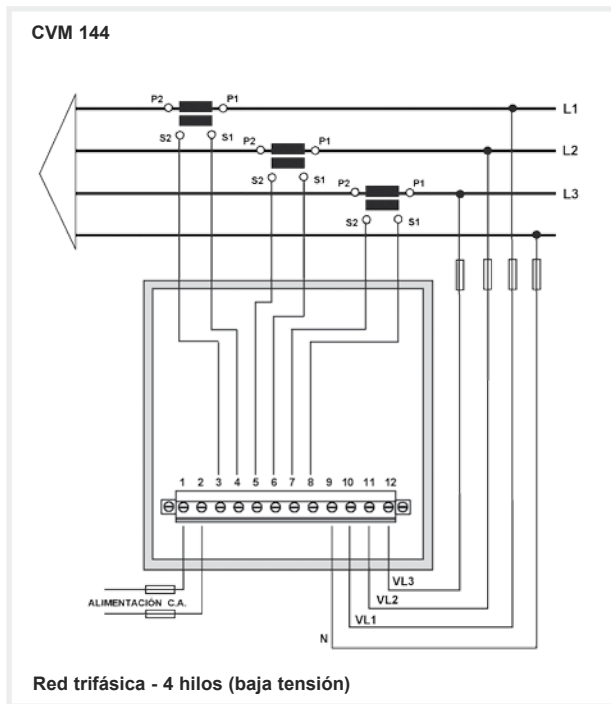 CVM 144
P2 P1 L1
S2 S1 P2 P1 L2
S2 S1 P2 P1 L3
S2 S1
1 2 3 4 5 6 7 8 9 10 11 12
VL3
ALIMENTACIÓN C.A. VL2
VL1
N
Red trifásica - 4 hilos (baja tensión)